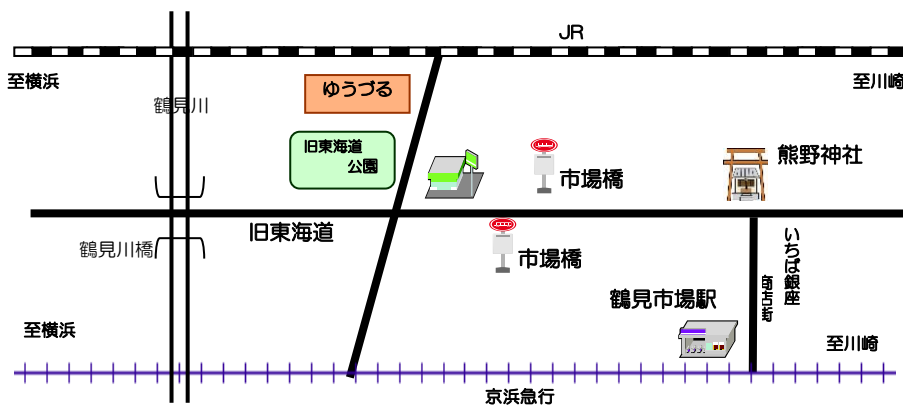 JR
至横浜
至川崎
ゆうづる
鶴見川
旧東海道
公園
熊野神社
市場橋
旧東海道
鶴見川橋
市場橋
いちば銀座
商店街
鶴見市場駅
至横浜
至川崎
京浜急行